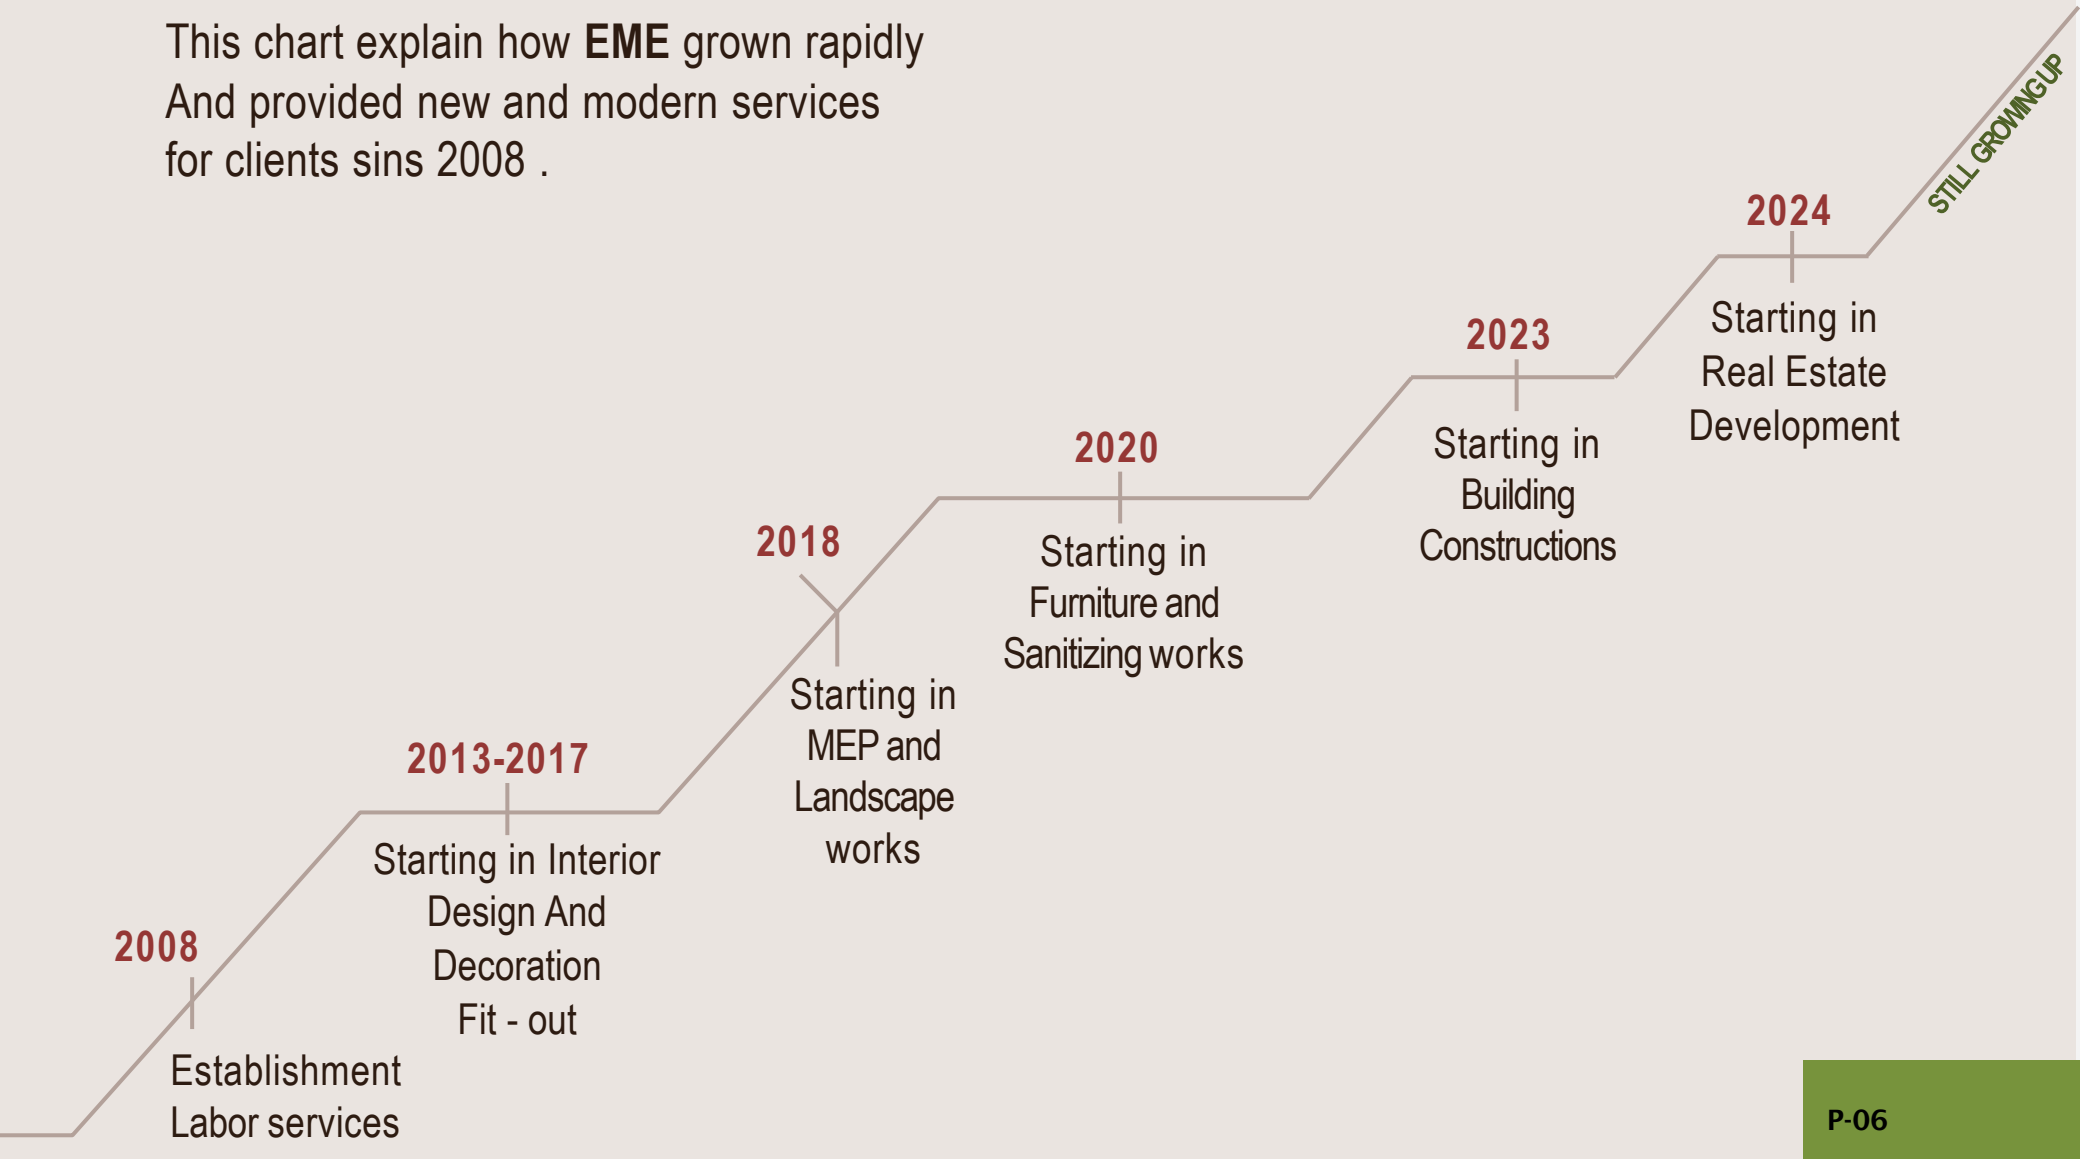 This chart explain how EME grown rapidly
And provided new and modern services
for clients sins 2008 .
2008
Establishment
Labor services
2013-2017
Starting in Interior
Design And
Decoration
Fit - out
2018
Starting in
MEP and
Landscape
works
2020
Starting in
Furniture and
Sanitizing works
2023
Starting in
Building
Constructions
2024
Starting in
Real Estate
Development
STILL GROWING UP
P-06